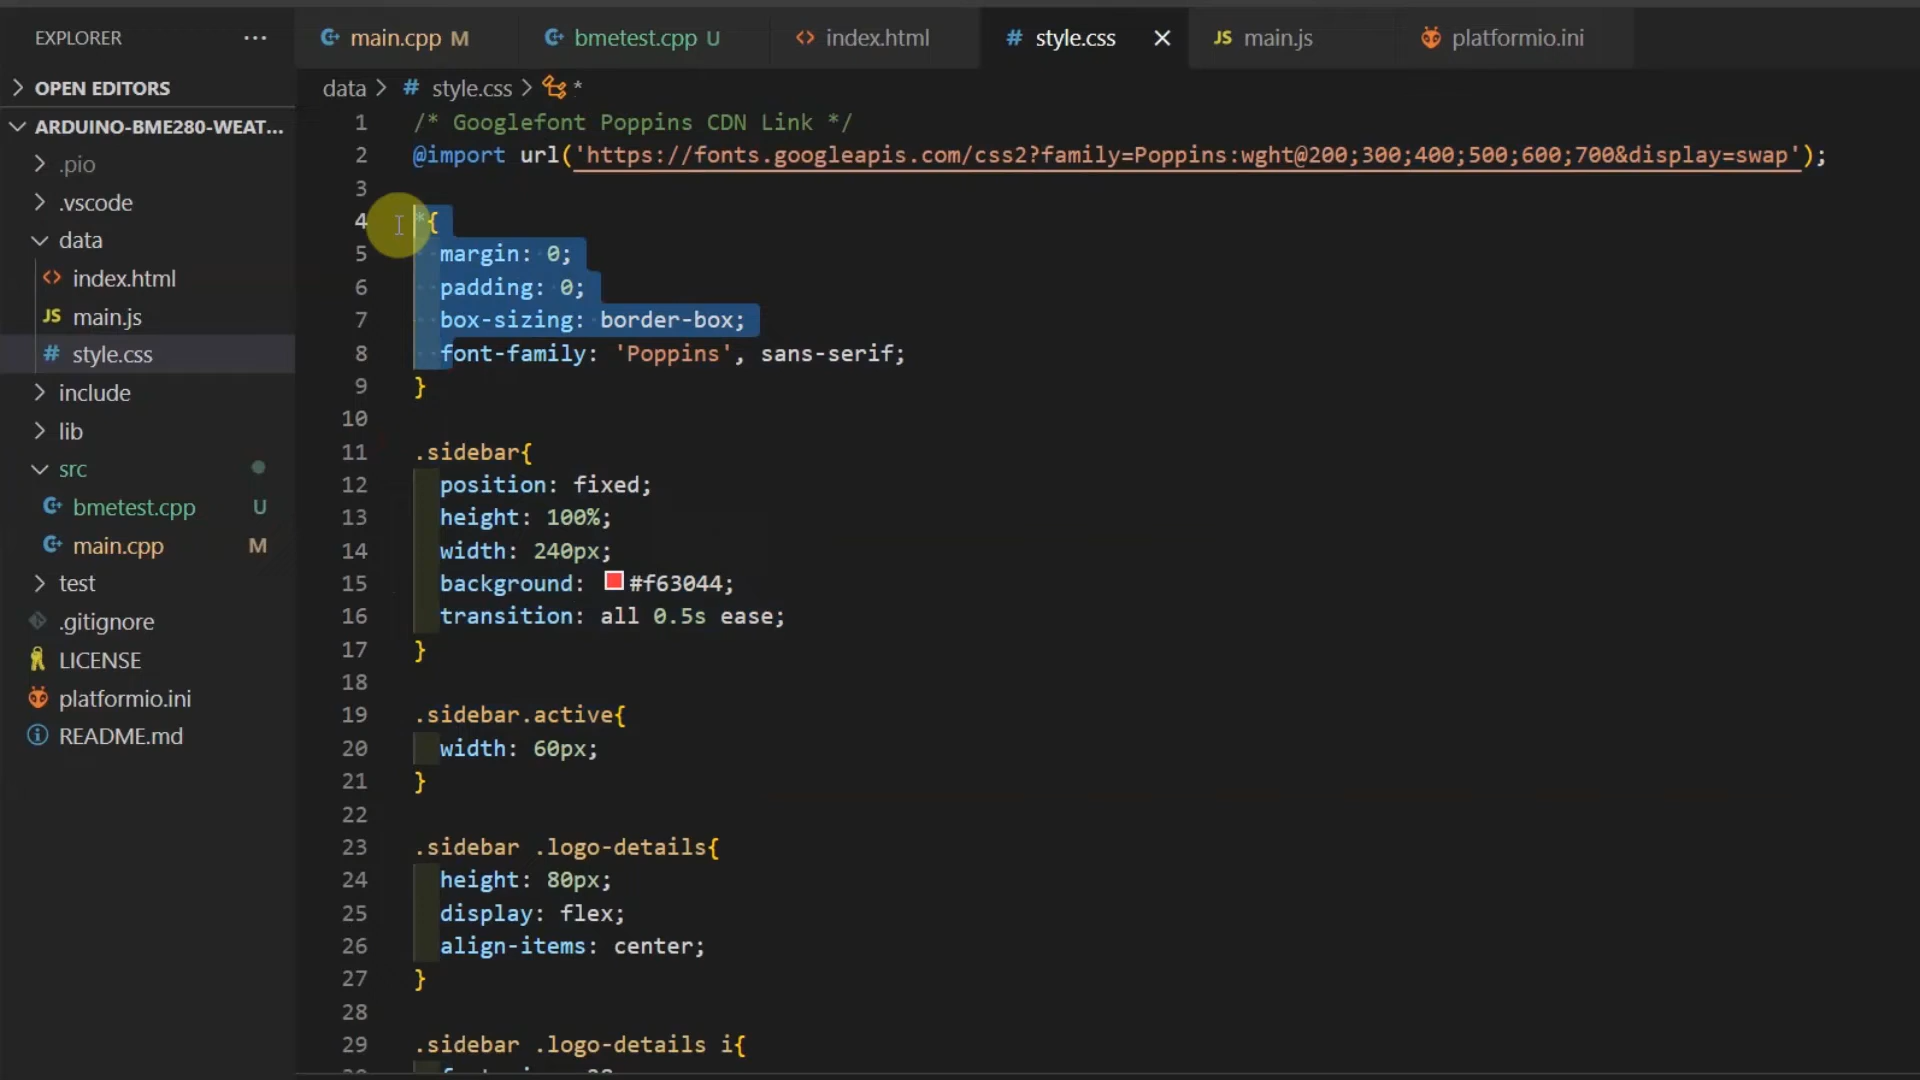 EXPLORER ...
main.cpp M
bmetest.cpp U
index.html
style.css
JS main.js
platformio.ini
OPEN EDITORS
ARDUINO-BME280-WEAT...
.pio
.vscode
data
index.html
JS main.js
# style.css
include
lib
src
bmetest.cpp U
main.cpp M
test
.gitignore
LICENSE
platformio.ini
README.md
data > # style.css > *
1 /* Googlefont Poppins CDN Link */
2 @import url('https://fonts.googleapis.com/css2?family=Poppins:wght@200;300;400;500;600;700&display=swap');
3
4 *{
5 margin: 0;
6 padding: 0;
7 box-sizing: border-box;
8 font-family: 'Poppins', sans-serif;
9 }
10
11 .sidebar{
12 position: fixed;
13 height: 100%;
14 width: 240px;
15 background: #f63044;
16 transition: all 0.5s ease;
17 }
18
19 .sidebar.active{
20 width: 60px;
21 }
22
23 .sidebar .logo-details{
24 height: 80px;
25 display: flex;
26 align-items: center;
27 }
28
29 .sidebar .logo-details i{